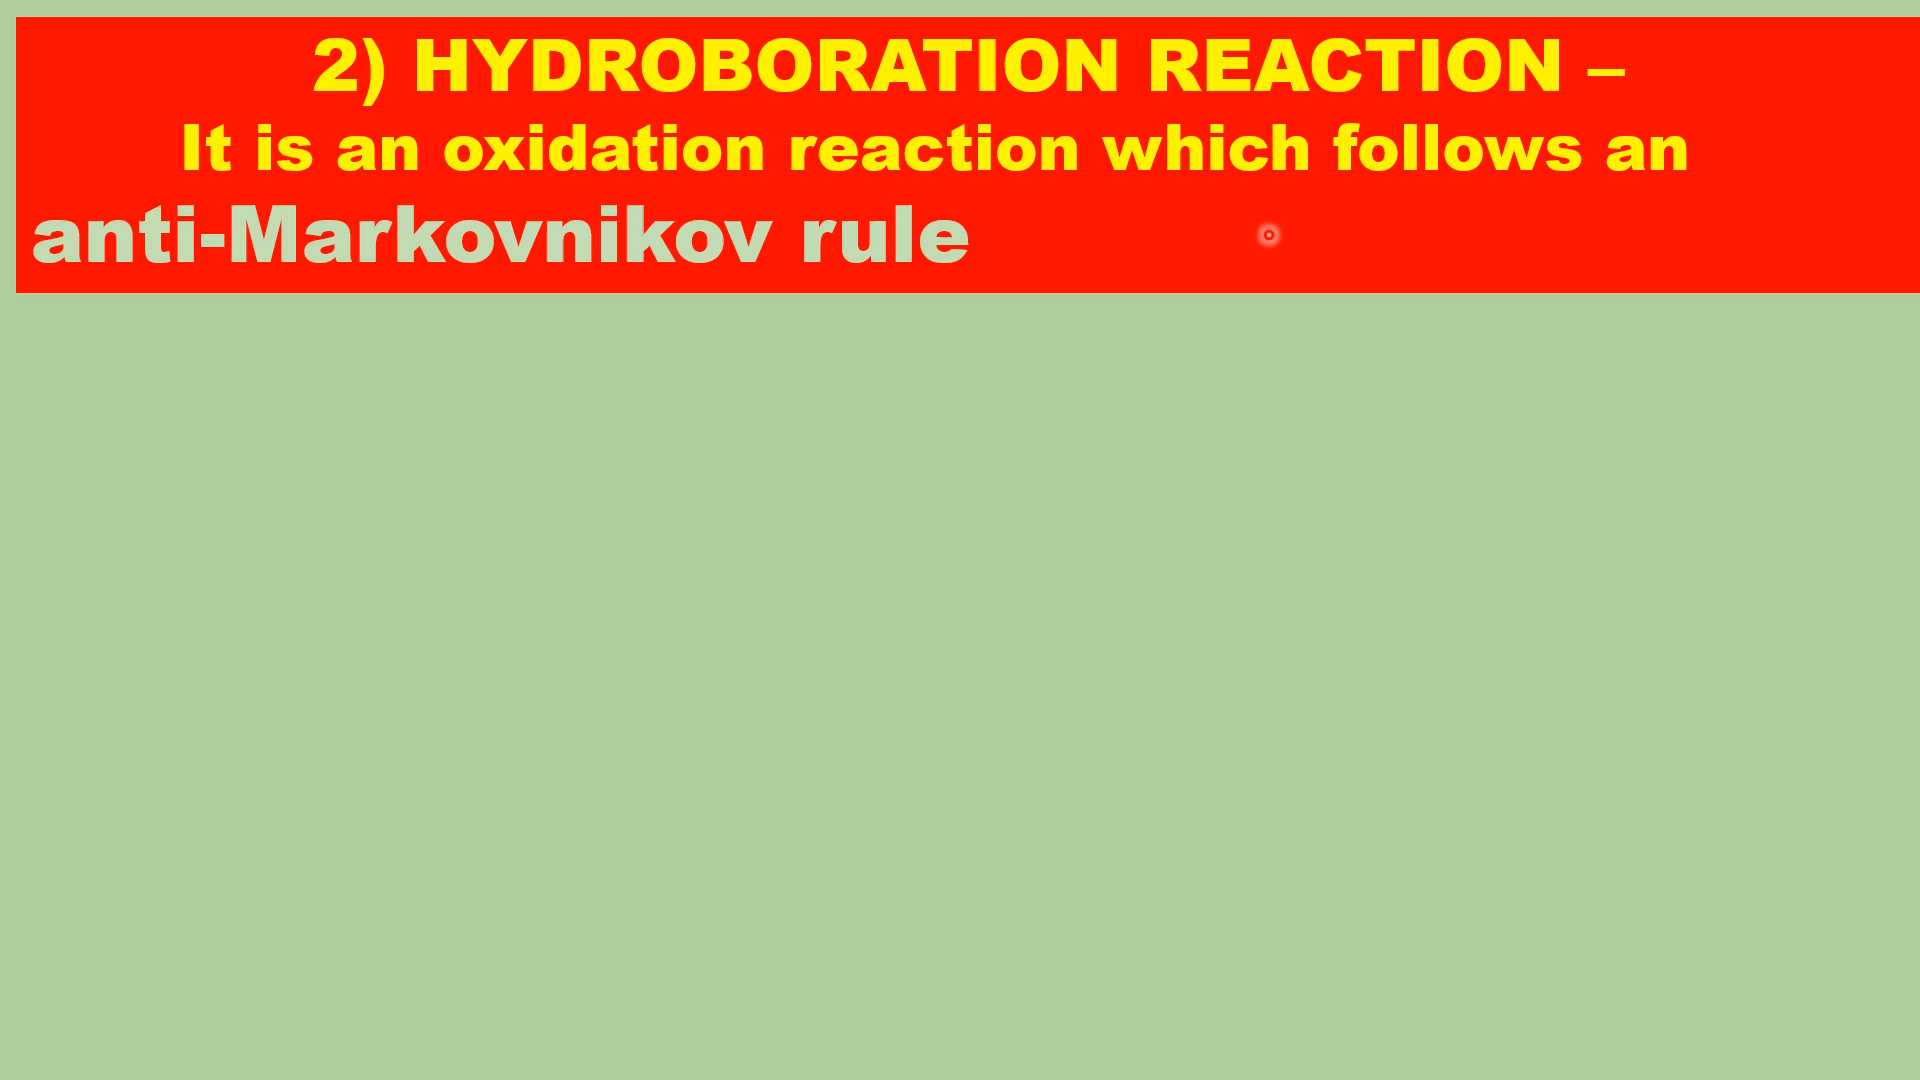 2) HYDROBORATION REACTION –
It is an oxidation reaction which follows an
anti-Markovnikov rule